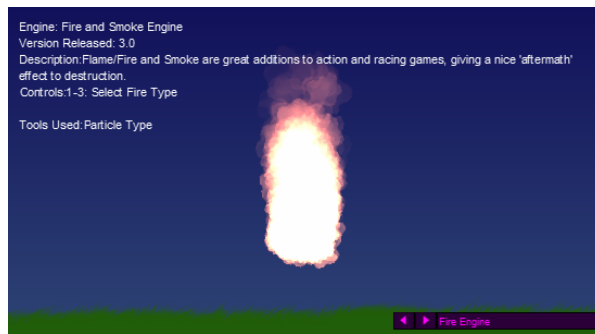 Engine: Fire and Smoke Engine
Version Released: 3.0
Description:Flame/Fire and Smoke are great additions to action and racing games, giving a nice 'aftermath'
effect to destruction.
Controls:1-3: Select Fire Type
Tools Used:Particle Type
Fire Engine